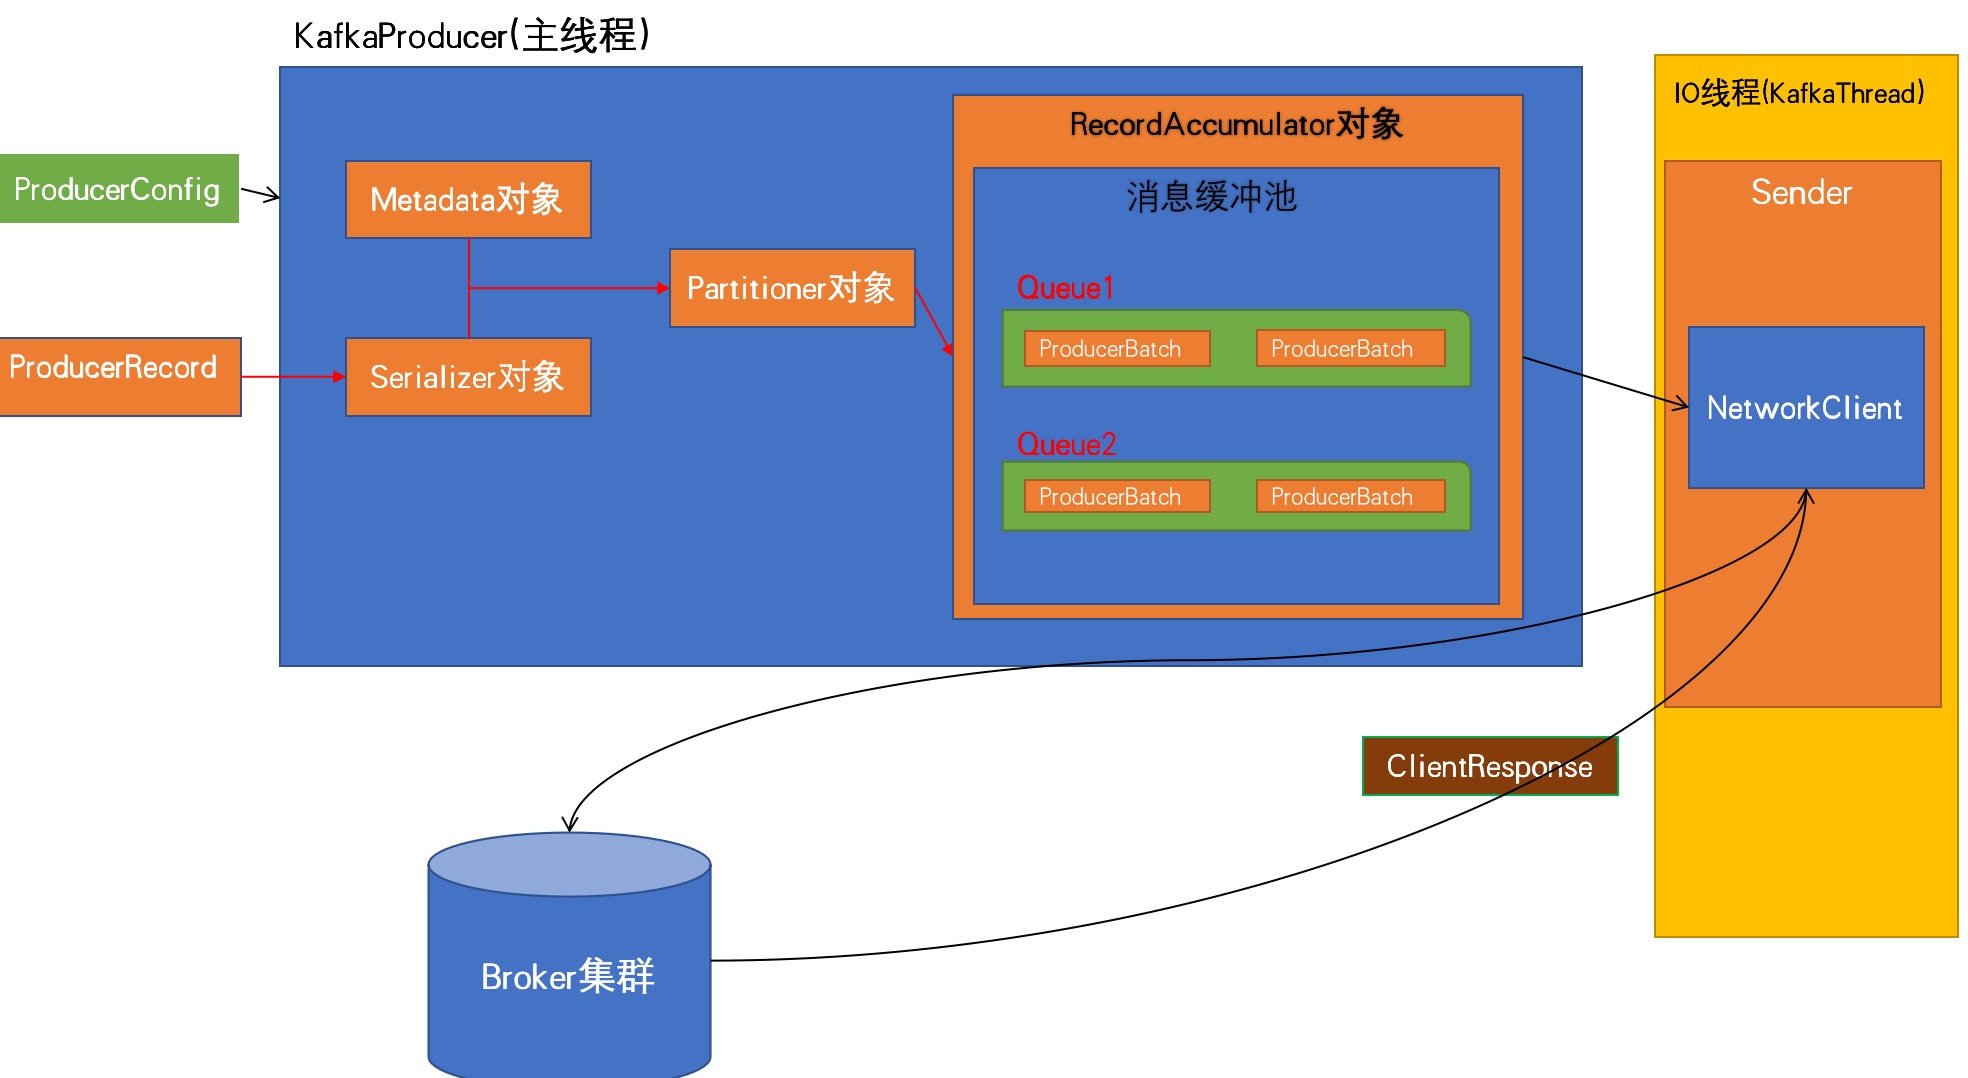 KafkaProducer(主线程)
IO线程(KafkaThread)
RecordAccumulator对象
ProducerConfig
Metadata对象
消息缓冲池
Sender
Partitioner对象
Queue1
ProducerBatch ProducerBatch
ProducerRecord
Serializer对象
NetworkClient
Queue2
ProducerBatch ProducerBatch
ClientResponse
Broker集群